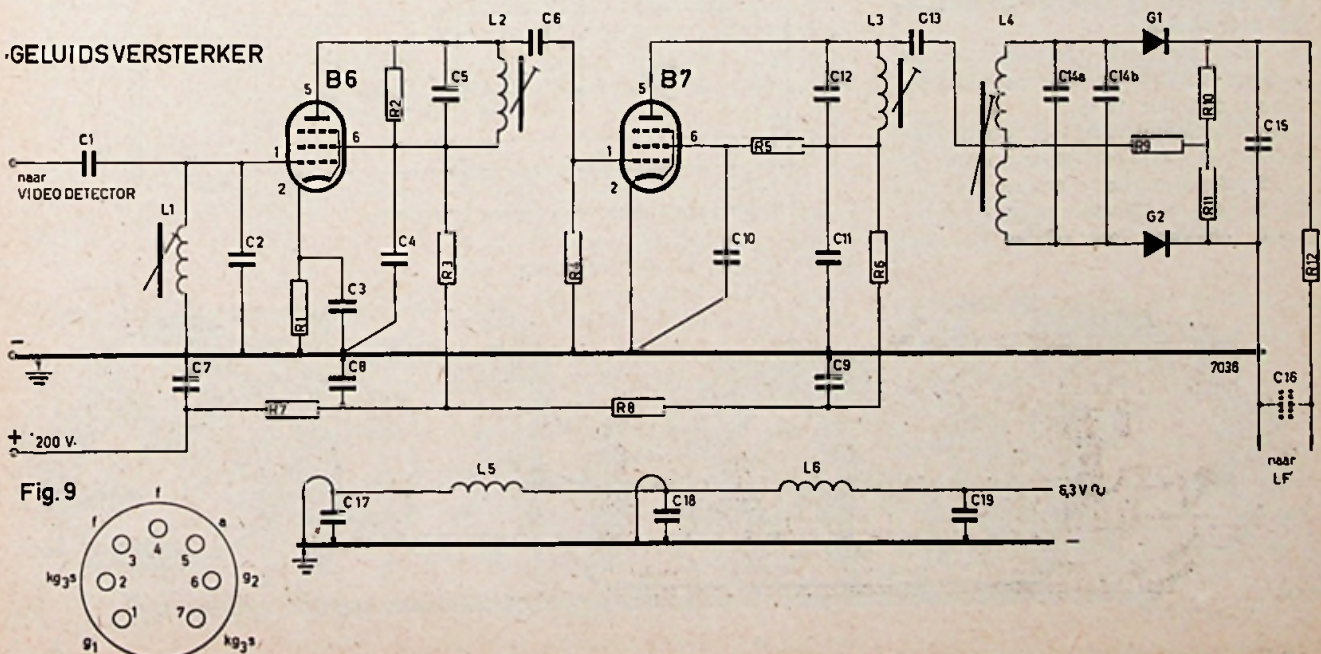 GELUIDSVERSTERKER
B6
B7
L2
C6
L3
C13
L4
G1
R2
C5
C12
C14a
C14b
R10
C15
C1
naar
VIDEO DETECTOR
5
6
1
2
5
6
1
2
R5
R9
R11
G2
L1
C2
C4
R3
R4
C10
C11
R6
R12
R1
C3
C7
C8
C9
7036
C16
R7
R8
-
+ 200 V.
naar
LF
Fig. 9
L5
L6
C17
C18
C19
6,3 V ~
-
f
f
a
4
3
5
kg₃s
2
6
g₂
1
7
g₁
kg₃s